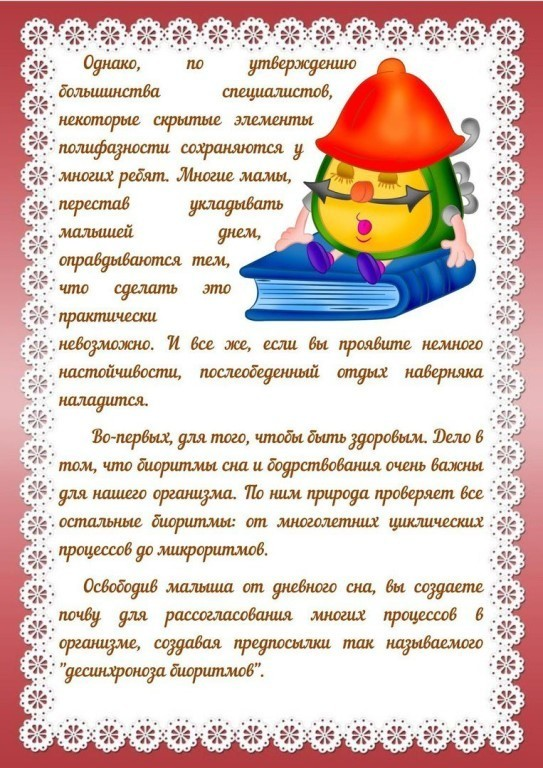 Однако, по утверждению
большинства специалистов,
некоторые скрытые элементы
полифазности сохраняются у
многих ребят. Многие мамы,
перестав укладывать
малышей днем,
оправдываются тем,
что сделать это
практически
невозможно. И все же, если вы проявите немного
настойчивости, послеобеденный отдых наверняка
наладится.
Во-первых, для того, чтобы быть здоровым. Дело в
том, что биоритмы сна и бодрствования очень важны
для нашего организма. По ним природа проверяет все
остальные биоритмы: от многолетних циклических
процессов до микроритмов.
Освободив малыша от дневного сна, вы создаете
почву для рассогласования многих процессов в
организме, создавая предпосылки так называемого
"десинхроноза биоритмов".